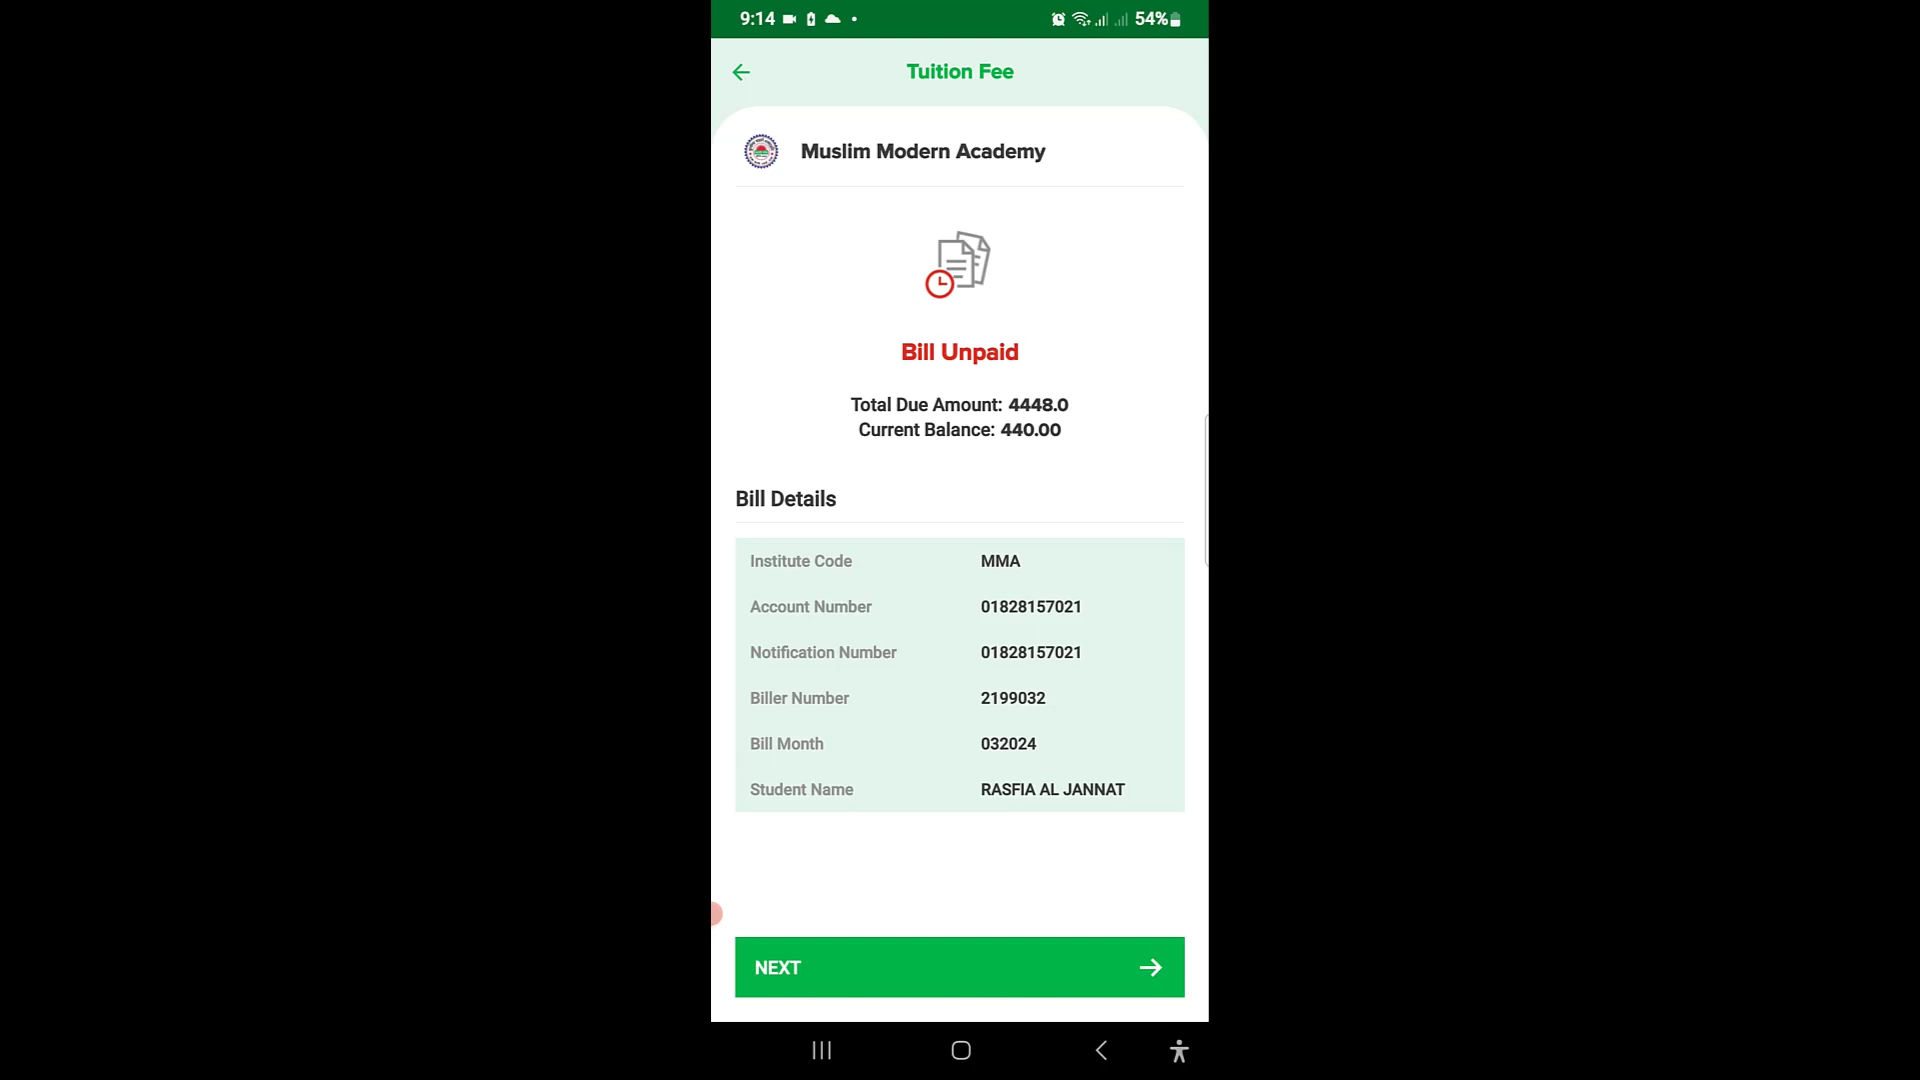 9:14
54%
Tuition Fee
Muslim Modern Academy
Bill Unpaid
Total Due Amount: 4448.0
Current Balance: 440.00
Bill Details
Institute Code MMA
Account Number 01828157021
Notification Number 01828157021
Biller Number 2199032
Bill Month 032024
Student Name RASFIA AL JANNAT
NEXT